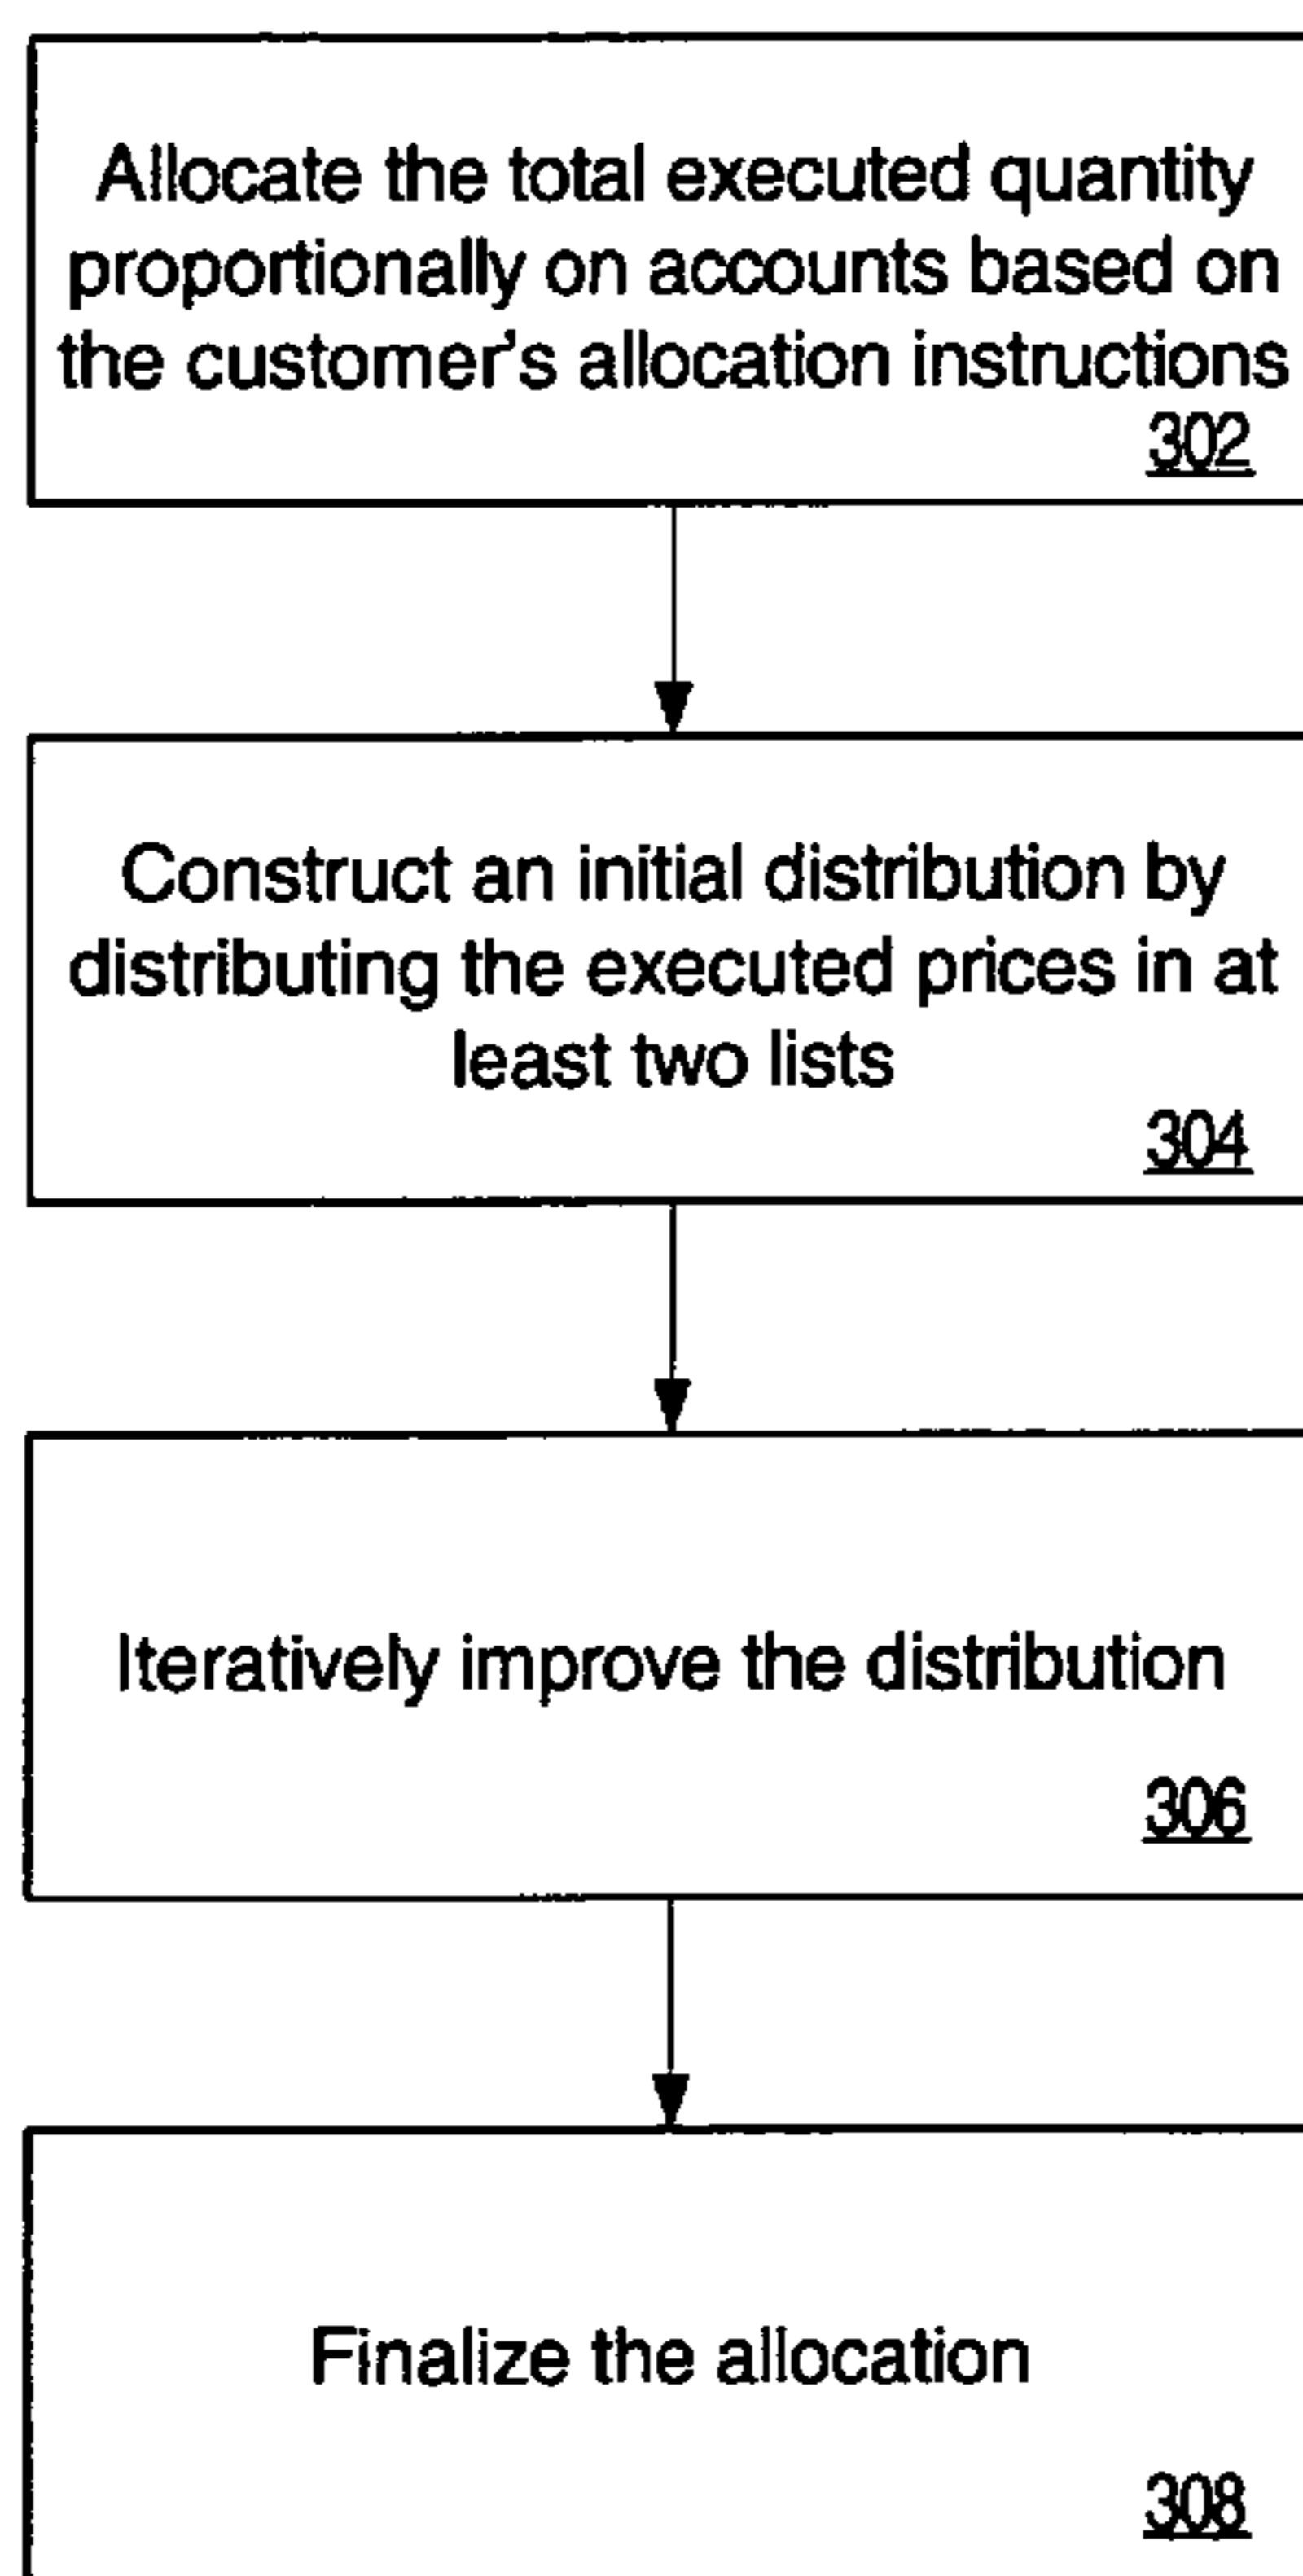 Allocate the total executed quantity
proportionally on accounts based on
the customer's allocation instructions
302
Construct an initial distribution by
distributing the executed prices in at
least two lists
304
Iteratively improve the distribution
306
Finalize the allocation
308